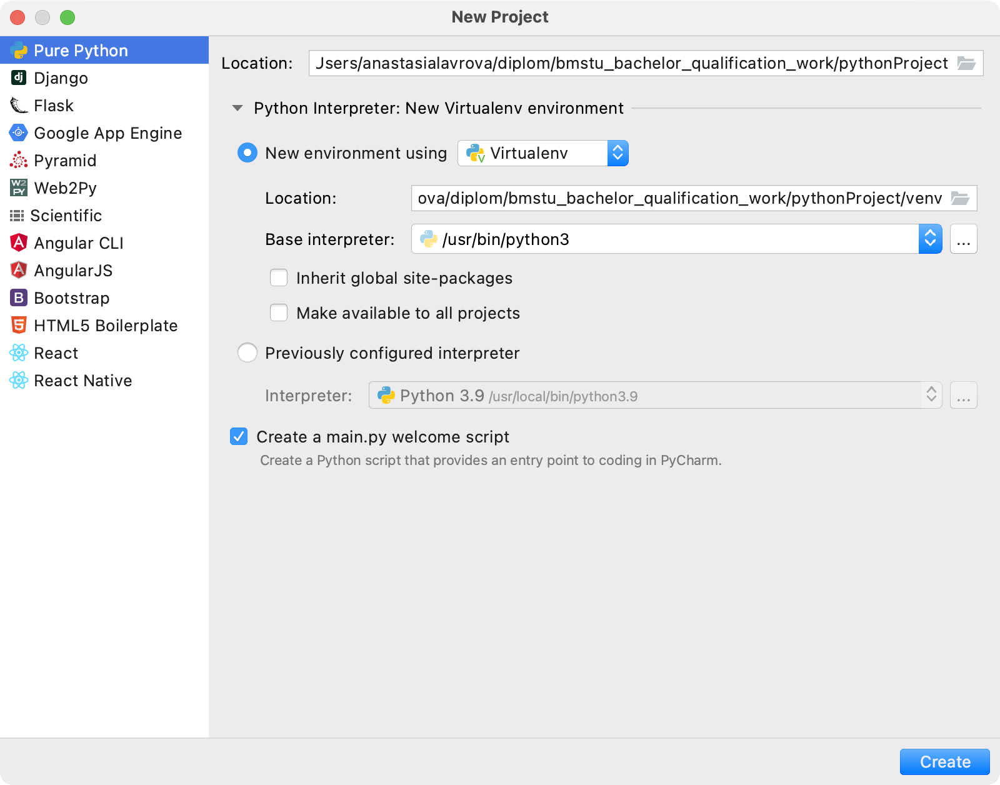 New Project
Pure Python
Django
Flask
Google App Engine
Pyramid
Web2Py
Scientific
Angular CLI
AngularJS
Bootstrap
HTML5 Boilerplate
React
React Native
Location: Jsers/anastasialavrova/diplom/bmstu_bachelor_qualification_work/pythonProject
Python Interpreter: New Virtualenv environment
New environment using Virtualenv
Location: ova/diplom/bmstu_bachelor_qualification_work/pythonProject/venv
Base interpreter: /usr/bin/python3 ...
Inherit global site-packages
Make available to all projects
Previously configured interpreter
Interpreter: Python 3.9 /usr/local/bin/python3.9 ...
Create a main.py welcome script
Create a Python script that provides an entry point to coding in PyCharm.
Create